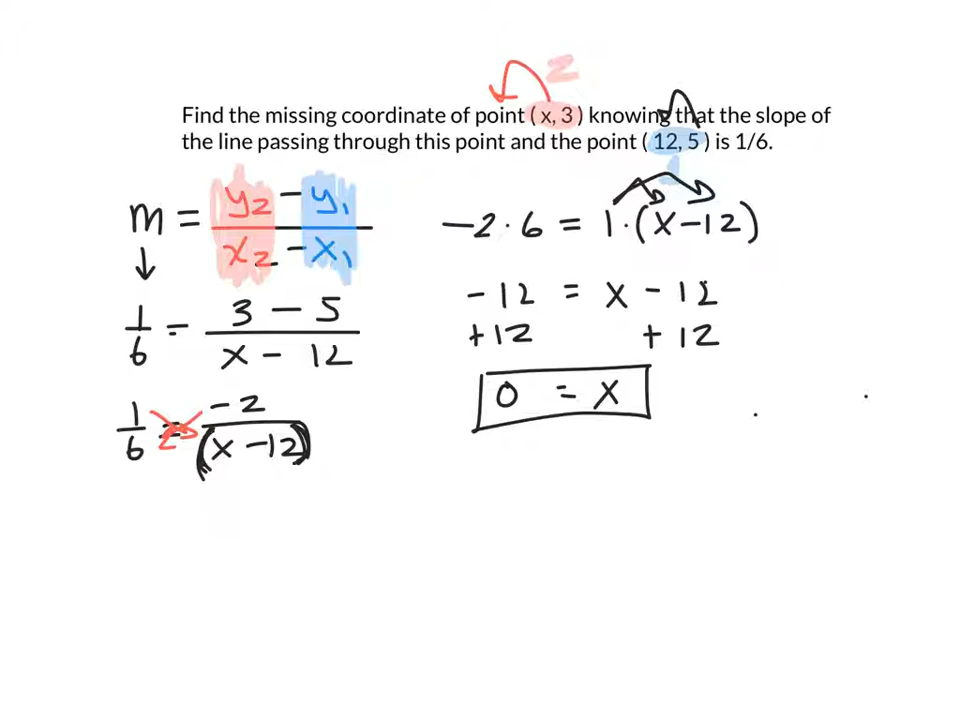 2
Find the missing coordinate of point ( x, 3 ) knowing that the slope of
the line passing through this point and the point ( 12, 5 ) is 1/6.
1
m = y₂ - y₁
x₂ - x₁
1/6 = 3 - 5
x - 12
1/6 = -2
(x - 12)
-2 · 6 = 1 · (x - 12)
-12 = x - 12
+12 + 12
0 = x